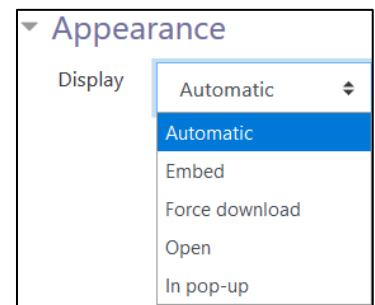 Appearance
Display
Automatic
Automatic
Embed
Force download
Open
In pop-up